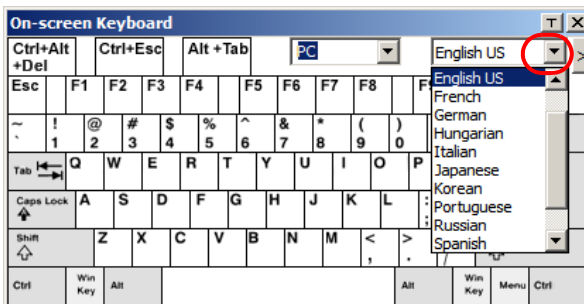 On-screen Keyboard T X
Ctrl+Alt +Del Ctrl+Esc Alt +Tab PC English US >
Esc F1 F2 F3 F4 F5 F6 F7 F8
English US
French
German
Hungarian
Italian
Japanese
Korean
Portuguese
Russian
Spanish
~ ! @ # $ % ^ & * ( )
` 1 2 3 4 5 6 7 8 9 0
Tab Q W E R T Y U I O P
Caps Lock A S D F G H J K L :
;
Shift Z X C V B N M < >
, . /
Ctrl Win Key Alt Alt Win Key Menu Ctrl